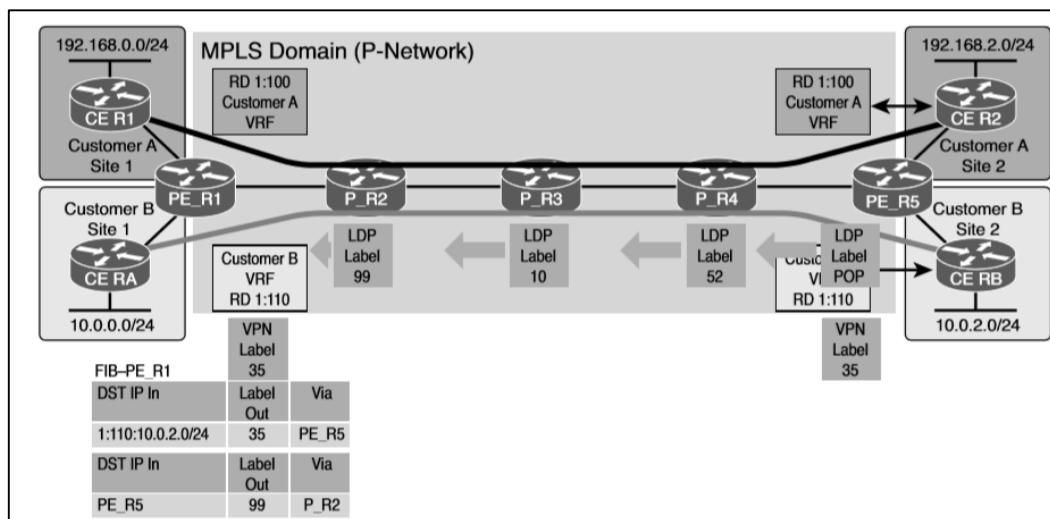 192.168.0.0/24
CE R1
Customer A
Site 1
MPLS Domain (P-Network)
RD 1:100
Customer A
VRF
RD 1:100
Customer A
VRF
192.168.2.0/24
CE R2
Customer A
Site 2
PE_R1
P_R2
P_R3
P_R4
PE_R5
Customer B
Site 1
CE RA
10.0.0.0/24
Customer B
VRF
RD 1:110
LDP
Label
99
LDP
Label
10
LDP
Label
52
LDP
Label
POP
RD 1:110
Customer B
Site 2
CE RB
10.0.2.0/24
VPN
Label
35
VPN
Label
35
FIB–PE_R1
DST IP In Label Out Via
1:110:10.0.2.0/24 35 PE_R5
DST IP In Label Out Via
PE_R5 99 P_R2